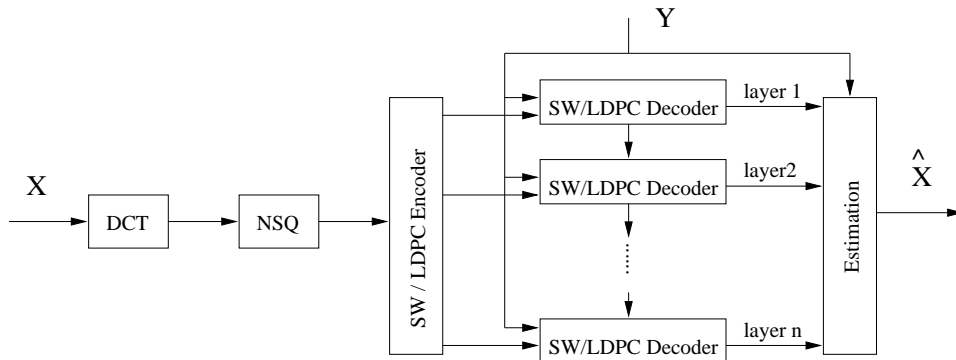 Y
layer 1
SW/LDPC Decoder
layer2
SW/LDPC Decoder
X
^
X
DCT
NSQ
SW / LDPC Encoder
Estimation
......
layer n
SW/LDPC Decoder